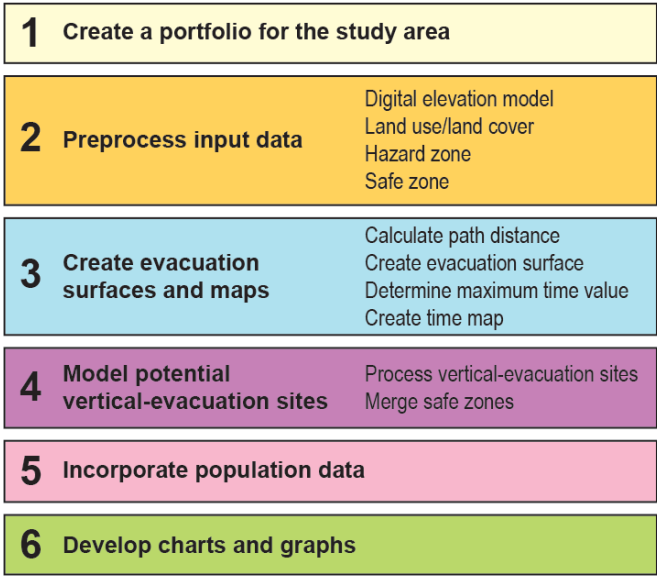 1 Create a portfolio for the study area
2 Preprocess input data
Digital elevation model
Land use/land cover
Hazard zone
Safe zone
3 Create evacuation
surfaces and maps
Calculate path distance
Create evacuation surface
Determine maximum time value
Create time map
4 Model potential
vertical-evacuation sites
Process vertical-evacuation sites
Merge safe zones
5 Incorporate population data
6 Develop charts and graphs